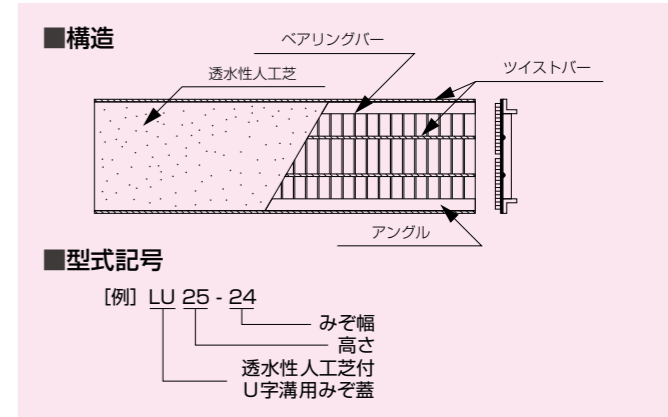 ■構造
ベアリングバー
ツイストバー
透水性人工芝
アングル
■型式記号
［例］ LU 25 - 24
みぞ幅
高さ
透水性人工芝付
U字溝用みぞ蓋